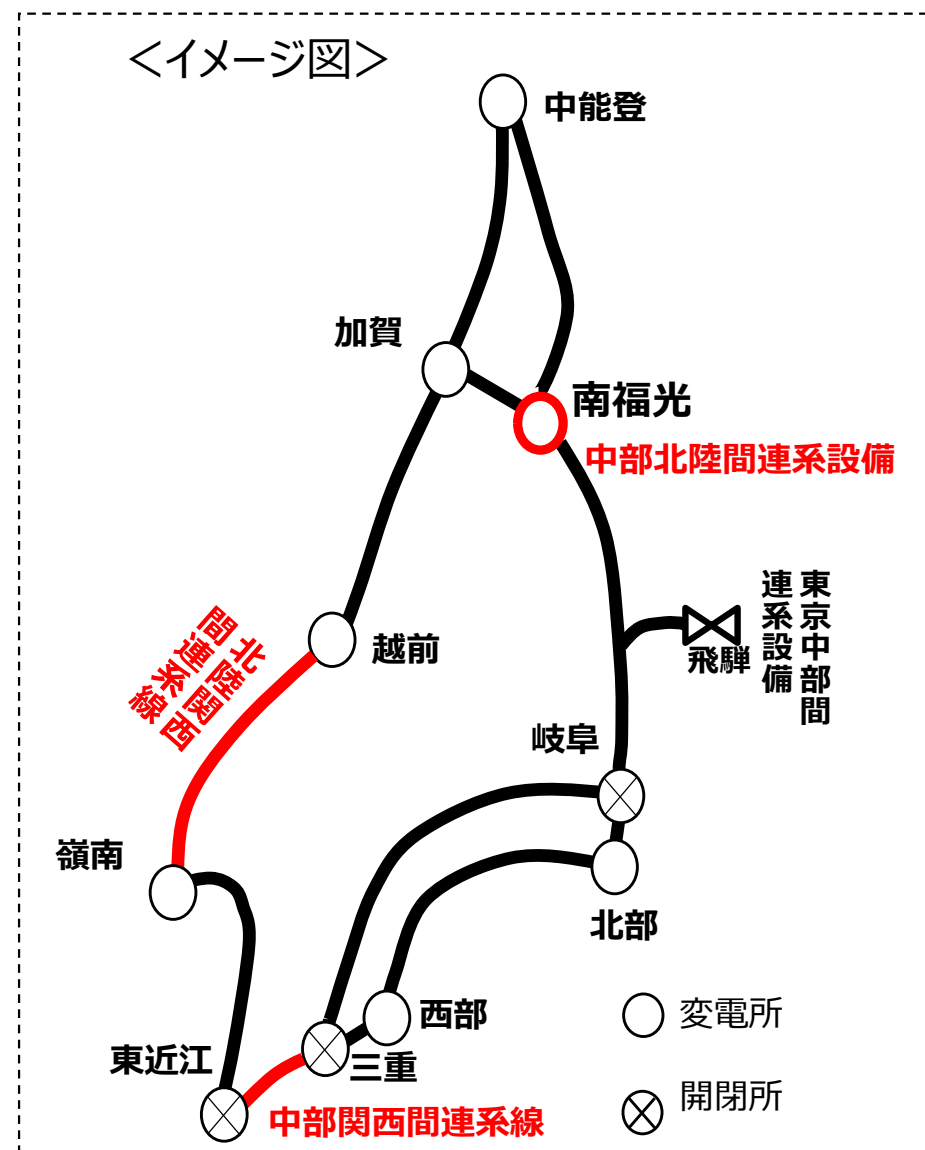 ＜イメージ図＞
中能登
加賀
南福光
中部北陸間連系設備
東京中部間
連系設備
飛騨
越前
北陸関西
間連系線
岐阜
嶺南
北部
西部
変電所
三重
東近江
開閉所
中部関西間連系線